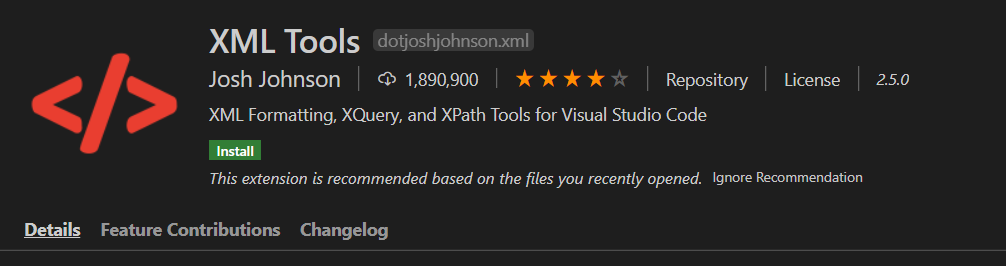 XML Tools dotjoshjohnson.xml
Josh Johnson 1,890,900 Repository License 2.5.0
XML Formatting, XQuery, and XPath Tools for Visual Studio Code
Install
This extension is recommended based on the files you recently opened. Ignore Recommendation
Details Feature Contributions Changelog